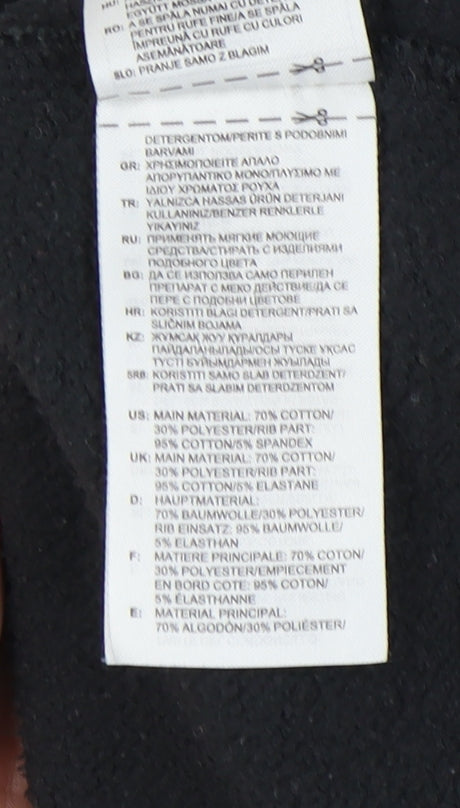 EGYÜTT MOS
RO: A SE SPĂLA NUMAI CU DE
PENTRU RUFE FINE/A SE SPĂLA
ÎMPREUNĂ CU RUFE CU CULORI
ASEMĂNĂTOARE
SLO: PRANJE SAMO Z BLAGIM
DETERGENTOM/PERITE S PODOBNIMI
BARVAMI
GR: ΧΡΗΣΙΜΟΠΟΙΕΙΤΕ ΑΠΑΛΟ
ΑΠΟΡΥΠΑΝΤΙΚΟ ΜΟΝΟ/ΠΛΥΣΙΜΟ ΜΕ
ΙΔΙΟΥ ΧΡΩΜΑΤΟΣ ΡΟΥΧΑ
TR: YALNIZCA HASSAS ÜRÜN DETERJANI
KULLANINIZ/BENZER RENKLERLE
YIKAYINIZ
RU: ПРИМЕНЯТЬ МЯГКИЕ МОЮЩИЕ
СРЕДСТВА/СТИРАТЬ С ИЗДЕЛИЯМИ
ПОДОБНОГО ЦВЕТА
BG: ДА СЕ ИЗПОЛЗВА САМО ПЕРИЛЕН
ПРЕПАРАТ С МЕКО ДЕЙСТВИЕ/ДА СЕ
ПЕРЕ С ПОДОБНИ ЦВЕТОВЕ
HR: KORISTITI BLAGI DETERGENT/PRATI SA
SLIČNIM BOJAMA
KZ: ЖҰМСАҚ ЖУУ ҚҰРАЛДАРЫ
ПАЙДАЛАНЫЛАДЫ/ОСЫ ТҮСКЕ ҰҚСАС
ТҮСТІ БҰЙЫМДАРМЕН ЖУЫЛАДЫ
SRB: KORISTITI SAMO SLAB DETERDŽENT/
PRATI SA SLABIM DETERDŽENTOM
US: MAIN MATERIAL: 70% COTTON/
30% POLYESTER/RIB PART:
95% COTTON/5% SPANDEX
UK: MAIN MATERIAL: 70% COTTON/
30% POLYESTER/RIB PART:
95% COTTON/5% ELASTANE
D: HAUPTMATERIAL:
70% BAUMWOLLE/30% POLYESTER/
RIB EINSATZ: 95% BAUMWOLLE/
5% ELASTHAN
F: MATIERE PRINCIPALE: 70% COTON/
30% POLYESTER/EMPIECEMENT
EN BORD COTE: 95% COTON/
5% ÉLASTHANNE
E: MATERIAL PRINCIPAL:
70% ALGODÓN/30% POLIÉSTER/